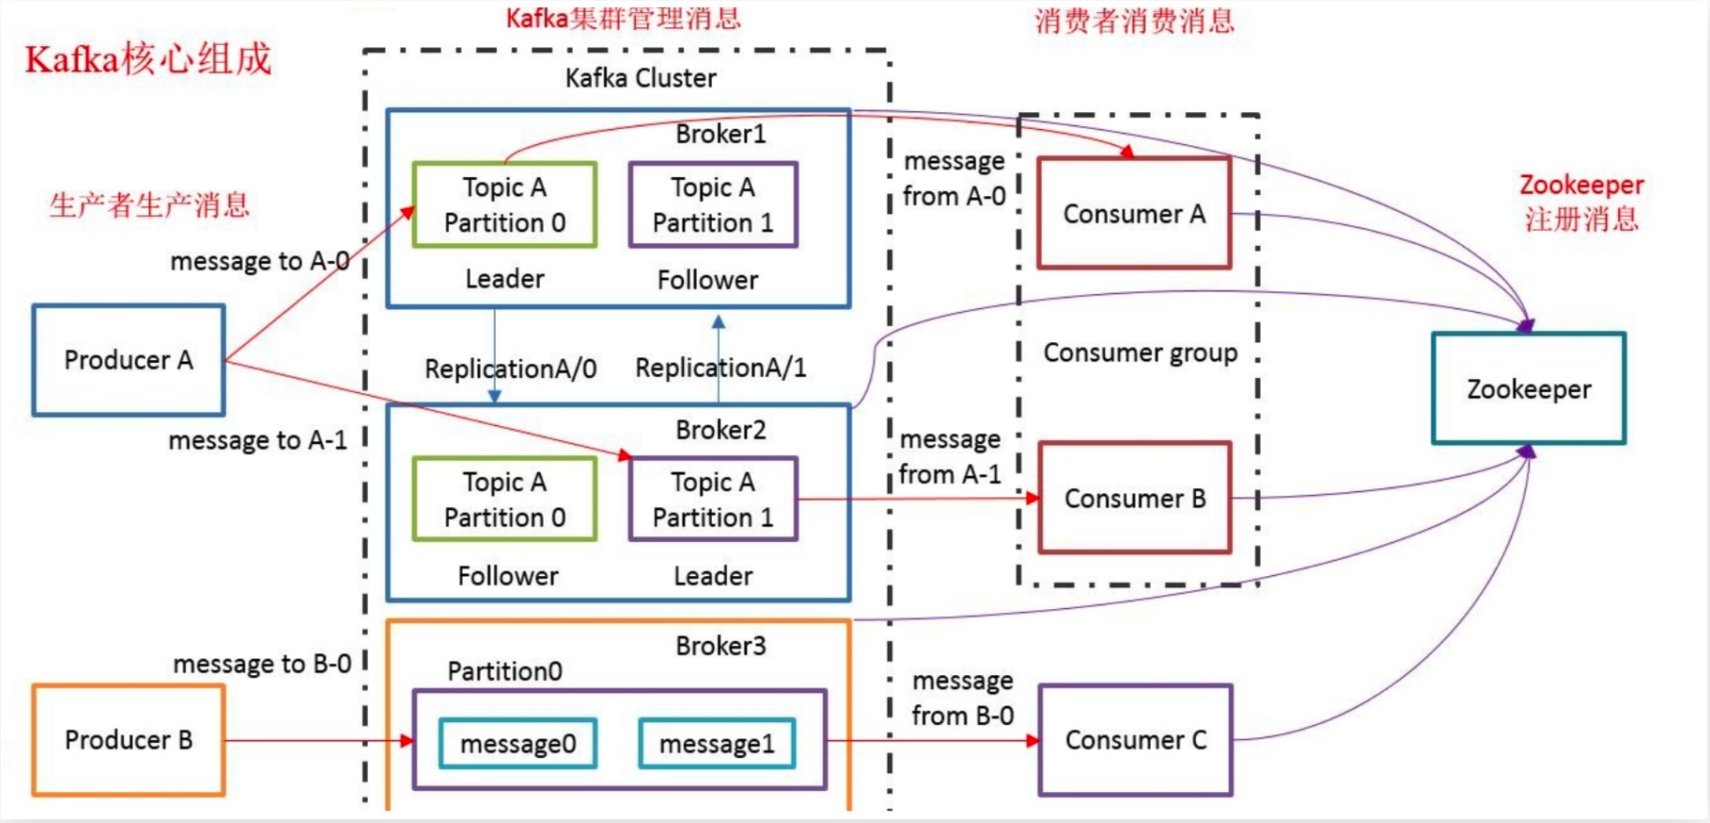 Kafka核心组成
Kafka集群管理消息
消费者消费消息
Kafka Cluster
Broker1
Topic A
Partition 0
Topic A
Partition 1
Leader
Follower
生产者生产消息
message to A-0
Producer A
message to A-1
ReplicationA/0
ReplicationA/1
Broker2
Topic A
Partition 0
Topic A
Partition 1
Follower
Leader
message
from A-0
Consumer A
Consumer group
message
from A-1
Consumer B
Zookeeper
注册消息
Zookeeper
message to B-0
Producer B
Broker3
Partition0
message0
message1
message
from B-0
Consumer C